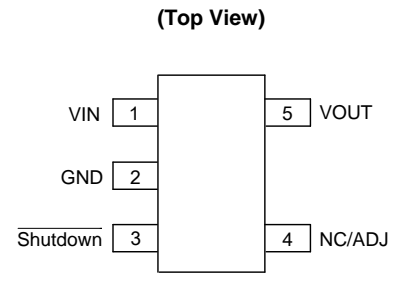 (Top View)
VIN 1
5 VOUT
GND 2
Shutdown 3
4 NC/ADJ